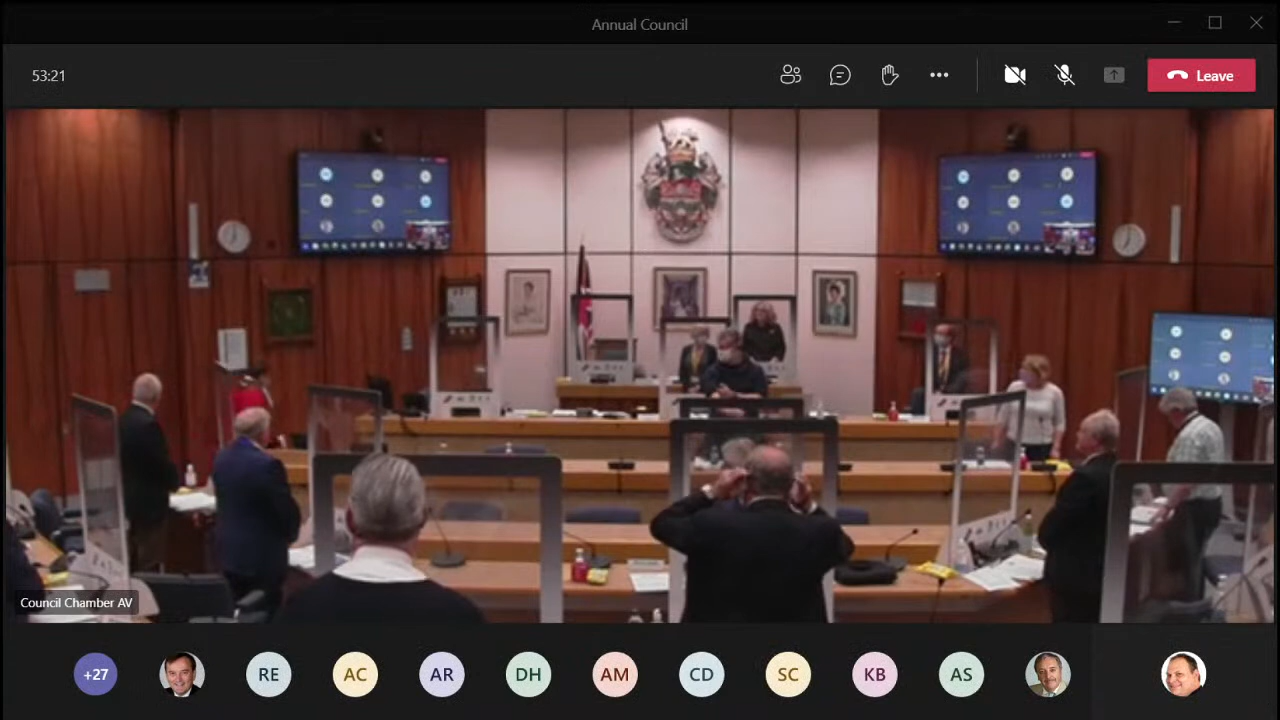 Annual Council
53:21
Leave
Council Chamber AV
+27
RE
AC
AR
DH
AM
CD
SC
KB
AS